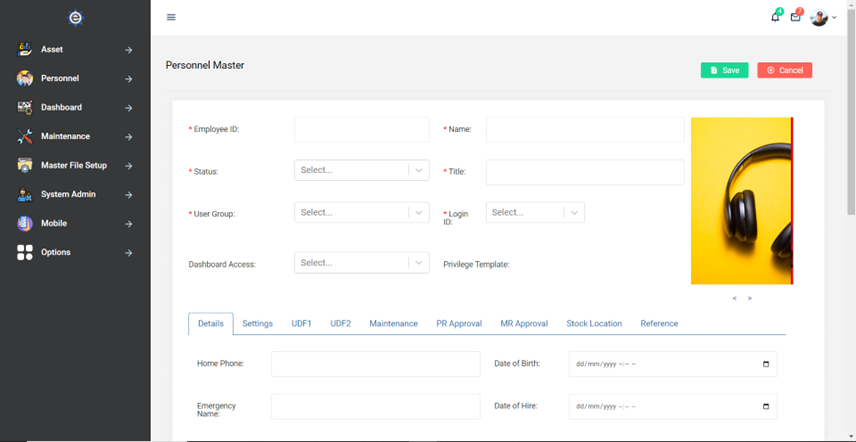 e
4
7
Asset
Personnel
Dashboard
Maintenance
Master File Setup
System Admin
Mobile
Options
Personnel Master
Save
Cancel
* Employee ID:
* Name:
* Status:
Select...
* Title:
* User Group:
Select...
* Login
ID:
Select...
Dashboard Access:
Select...
Privilege Template:
< >
Details Settings UDF1 UDF2 Maintenance PR Approval MR Approval Stock Location Reference
Home Phone:
Date of Birth:
dd/mm/yyyy --:-- --
Emergency
Name:
Date of Hire:
dd/mm/yyyy --:-- --